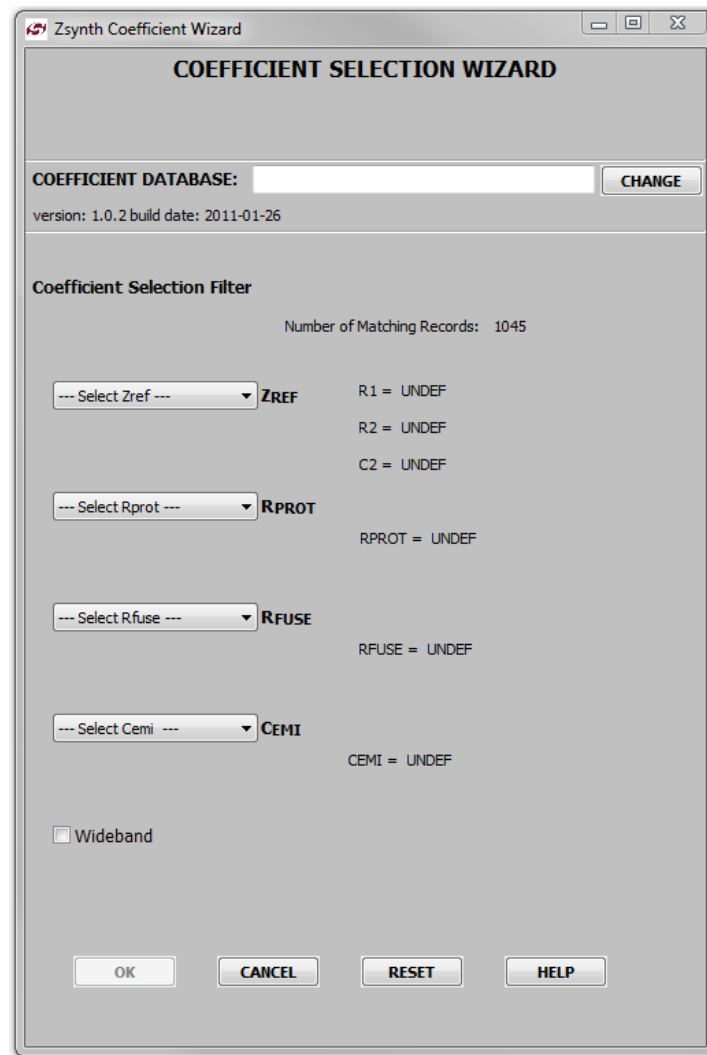 Zsynth Coefficient Wizard
COEFFICIENT SELECTION WIZARD
COEFFICIENT DATABASE: CHANGE
version: 1.0.2 build date: 2011-01-26
Coefficient Selection Filter
Number of Matching Records: 1045
--- Select Zref --- ZREF R1 = UNDEF
R2 = UNDEF
C2 = UNDEF
--- Select Rprot --- RPROT
RPROT = UNDEF
--- Select Rfuse --- RFUSE
RFUSE = UNDEF
--- Select Cemi --- CEMI
CEMI = UNDEF
Wideband
OK CANCEL RESET HELP